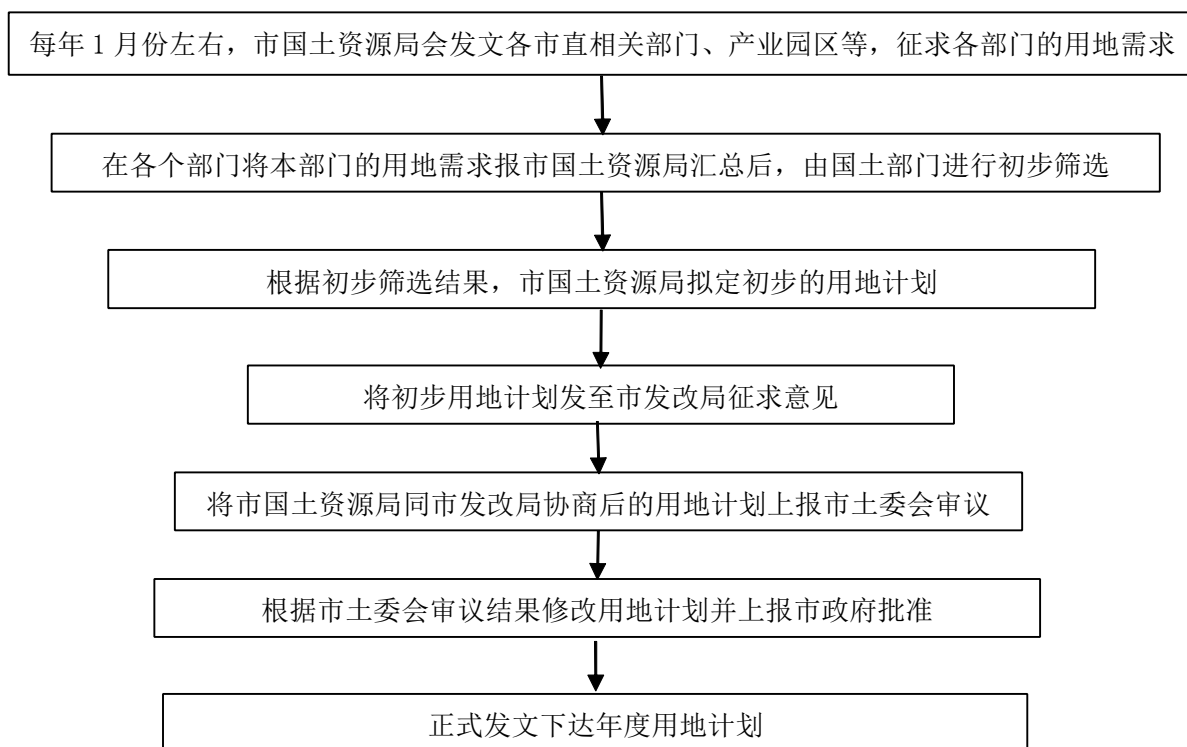 每年 1 月份左右，市国土资源局会发文各市直相关部门、产业园区等，征求各部门的用地需求
在各个部门将本部门的用地需求报市国土资源局汇总后，由国土部门进行初步筛选
根据初步筛选结果，市国土资源局拟定初步的用地计划
将初步用地计划发至市发改局征求意见
将市国土资源局同市发改局协商后的用地计划上报市土委会审议
根据市土委会审议结果修改用地计划并上报市政府批准
正式发文下达年度用地计划